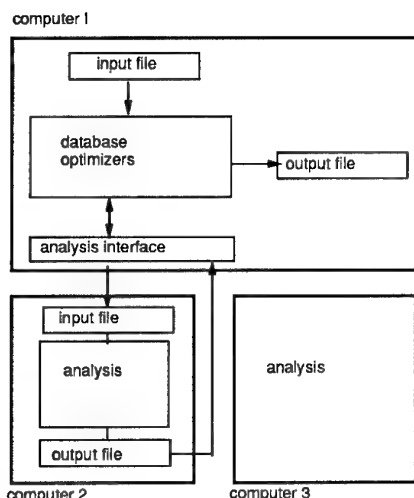 computer 1
input file
database
optimizers
output file
analysis interface
input file
analysis
analysis
output file
computer 2
computer 3